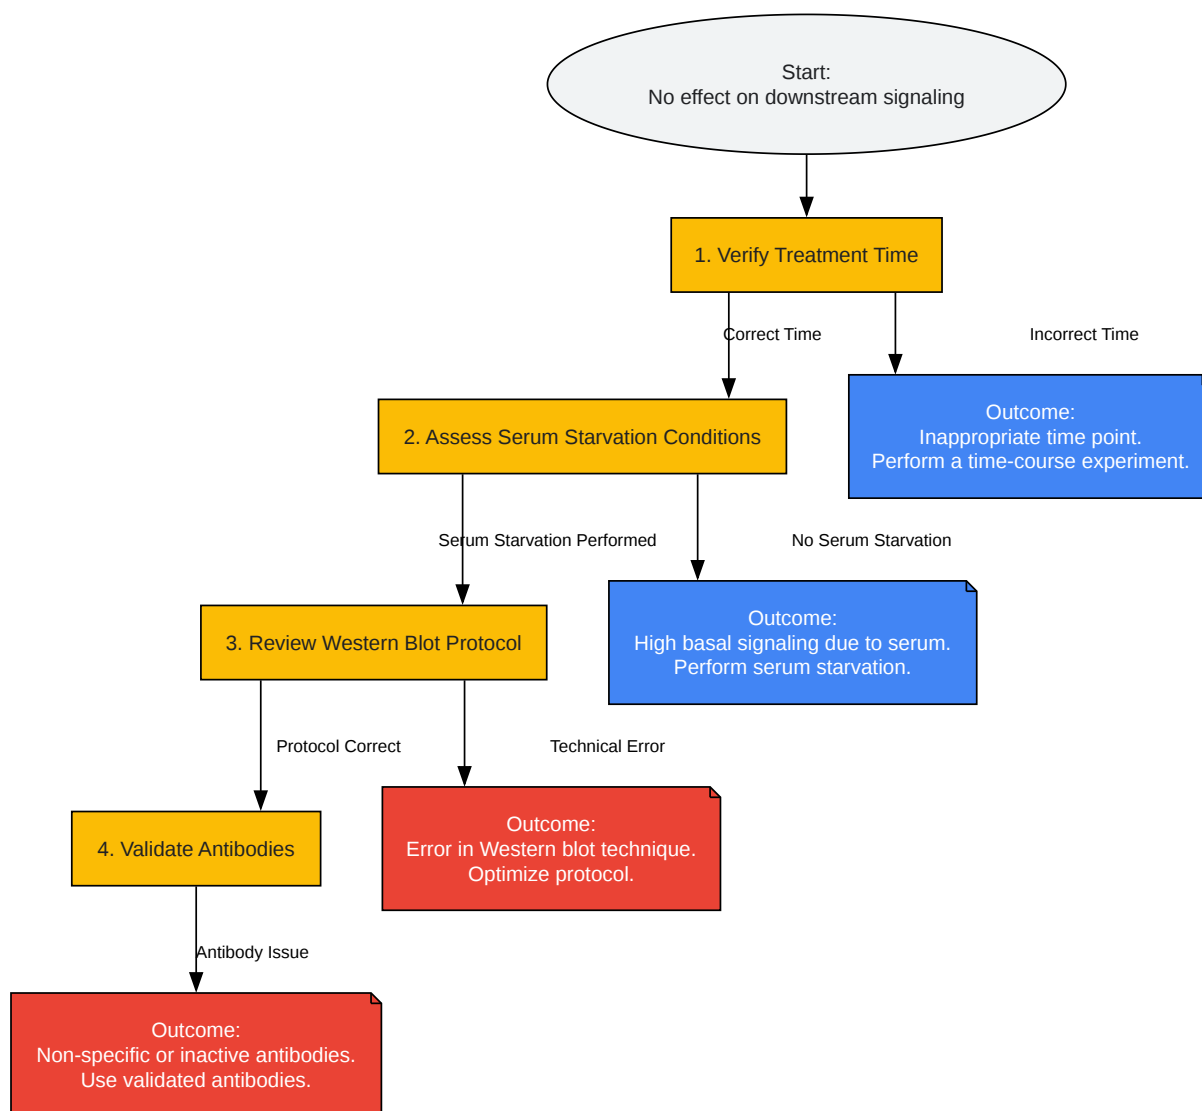 Start:
No effect on downstream signaling
1. Verify Treatment Time
Correct Time
Incorrect Time
Outcome:
Inappropriate time point.
Perform a time-course experiment.
2. Assess Serum Starvation Conditions
Serum Starvation Performed
No Serum Starvation
Outcome:
High basal signaling due to serum.
Perform serum starvation.
3. Review Western Blot Protocol
Protocol Correct
Technical Error
Outcome:
Error in Western blot technique.
Optimize protocol.
4. Validate Antibodies
Antibody Issue
Outcome:
Non-specific or inactive antibodies.
Use validated antibodies.